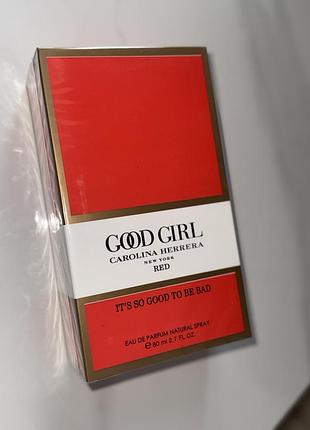 GOOD GIRL
CAROLINA HERRERA
NEW YORK
RED
IT'S SO GOOD TO BE BAD
EAU DE PARFUM NATURAL SPRAY
℮ 80 ml 2.7 FL.OZ.